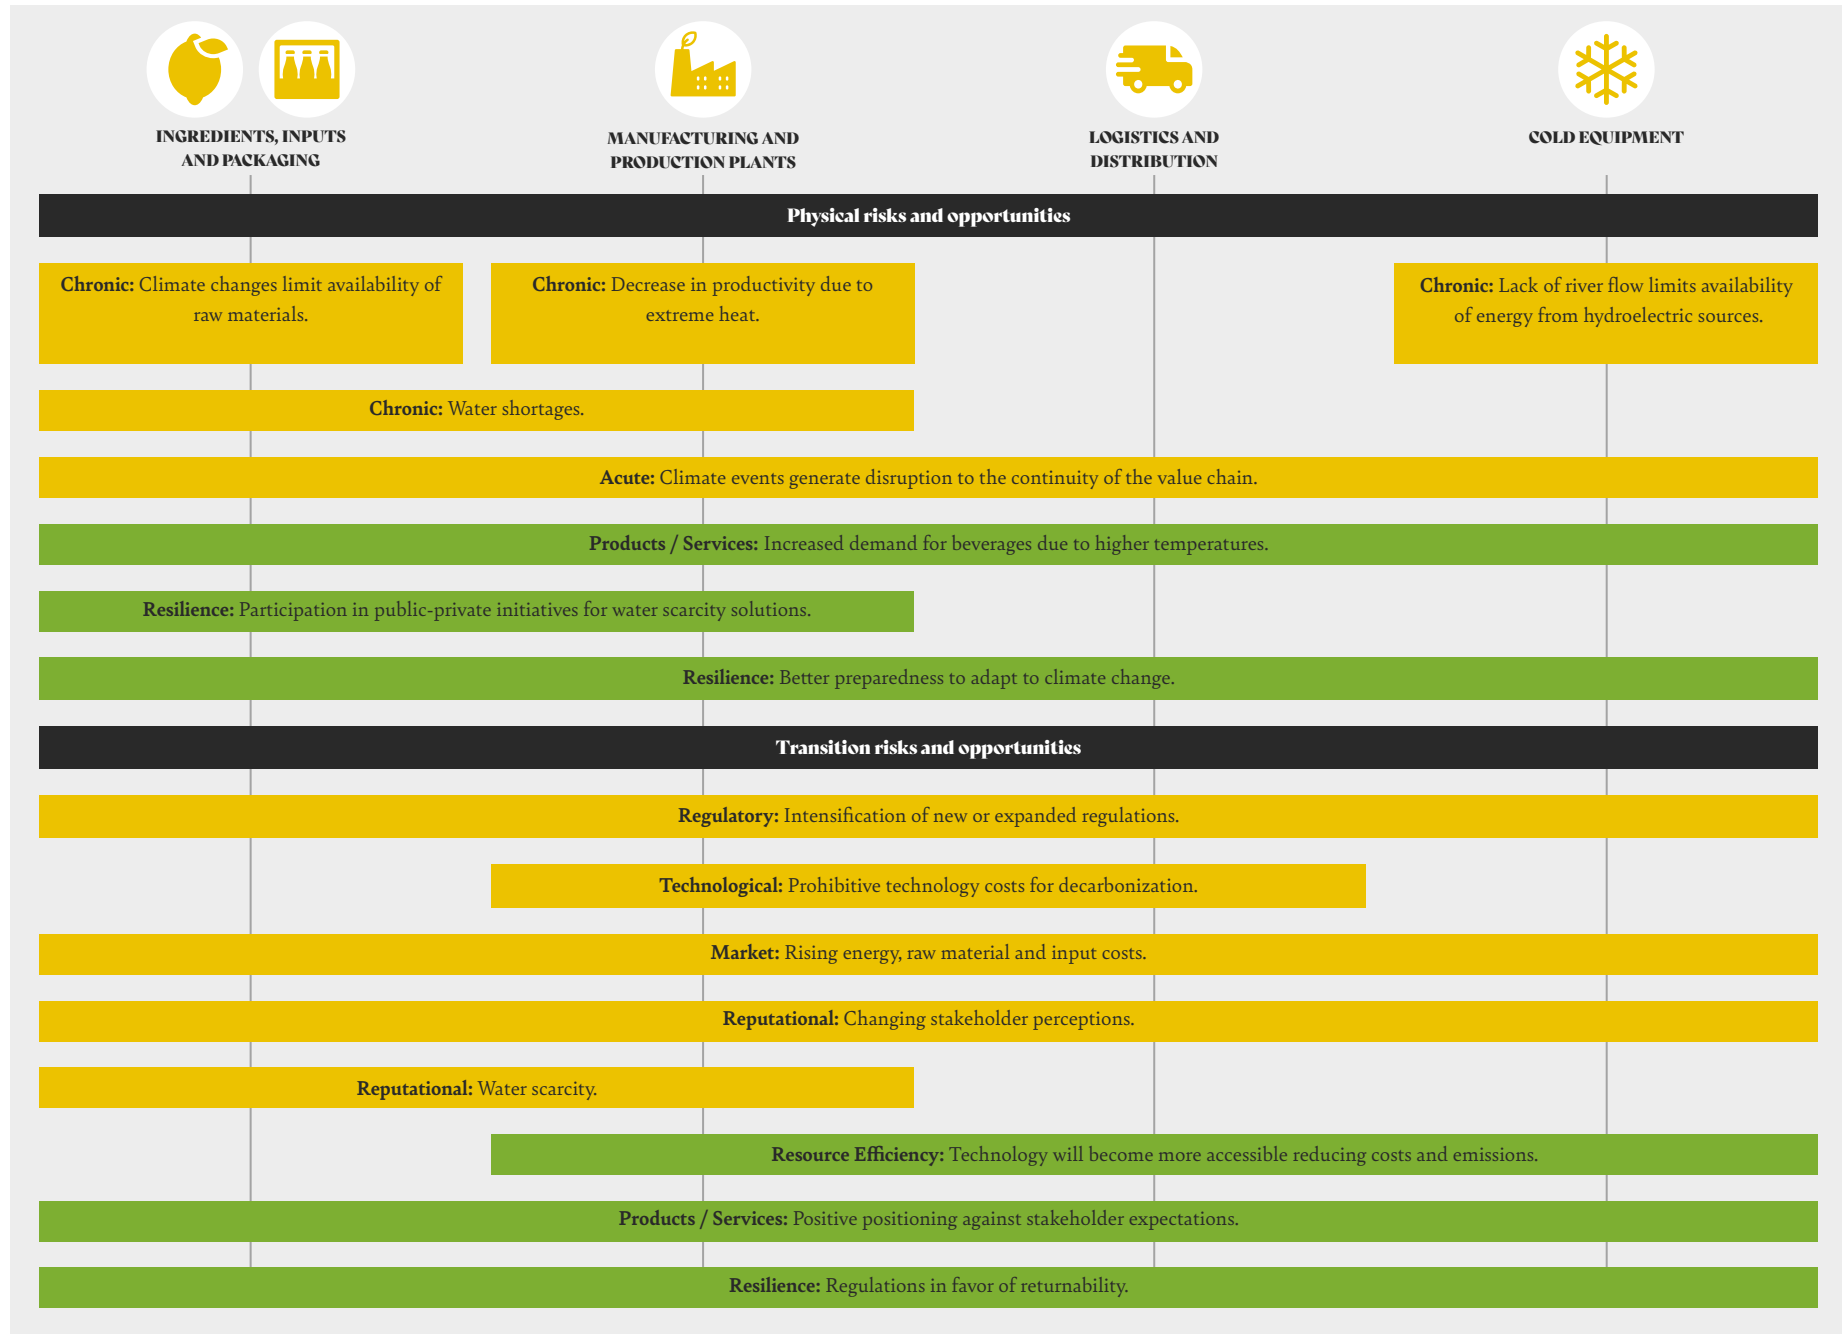 INGREDIENTS, INPUTS
AND PACKAGING
MANUFACTURING AND
PRODUCTION PLANTS
LOGISTICS AND
DISTRIBUTION
COLD EQUIPMENT
Physical risks and opportunities
Chronic: Climate changes limit availability of
raw materials.
Chronic: Decrease in productivity due to
extreme heat.
Chronic: Lack of river flow limits availability
of energy from hydroelectric sources.
Chronic: Water shortages.
Acute: Climate events generate disruption to the continuity of the value chain.
Products / Services: Increased demand for beverages due to higher temperatures.
Resilience: Participation in public-private initiatives for water scarcity solutions.
Resilience: Better preparedness to adapt to climate change.
Transition risks and opportunities
Regulatory: Intensification of new or expanded regulations.
Technological: Prohibitive technology costs for decarbonization.
Market: Rising energy, raw material and input costs.
Reputational: Changing stakeholder perceptions.
Reputational: Water scarcity.
Resource Efficiency: Technology will become more accessible reducing costs and emissions.
Products / Services: Positive positioning against stakeholder expectations.
Resilience: Regulations in favor of returnability.